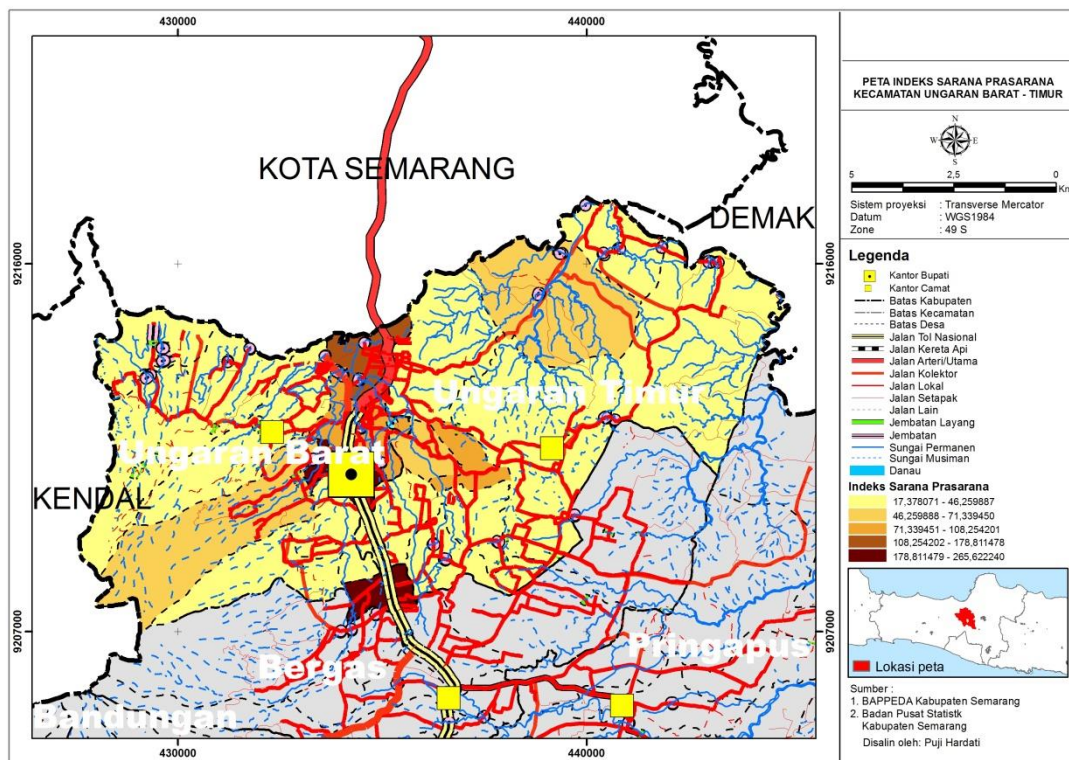 430000
440000
KOTA SEMARANG
DEMAK
9216000
9216000
Ungaran Timur
Ungaran Barat
KENDAL
9207000
9207000
Pringapus
Bergas
Bandungan
430000
440000
PETA INDEKS SARANA PRASARANA
KECAMATAN UNGARAN BARAT - TIMUR
N
W E
S
5 2,5 0
Km
Sistem proyeksi : Transverse Mercator
Datum : WGS1984
Zone : 49 S
Legenda
Kantor Bupati
Kantor Camat
Batas Kabupaten
Batas Kecamatan
Batas Desa
Jalan Tol Nasional
Jalan Kereta Api
Jalan Arteri/Utama
Jalan Kolektor
Jalan Lokal
Jalan Setapak
Jalan Lain
Jembatan Layang
Jembatan
Sungai Permanen
Sungai Musiman
Danau
Indeks Sarana Prasarana
17,378071 - 46,259887
46,259888 - 71,339450
71,339451 - 108,254201
108,254202 - 178,811478
178,811479 - 265,622240
Lokasi peta
Sumber :
1. BAPPEDA Kabupaten Semarang
2. Badan Pusat Statistk
Kabupaten Semarang
Disalin oleh: Puji Hardati